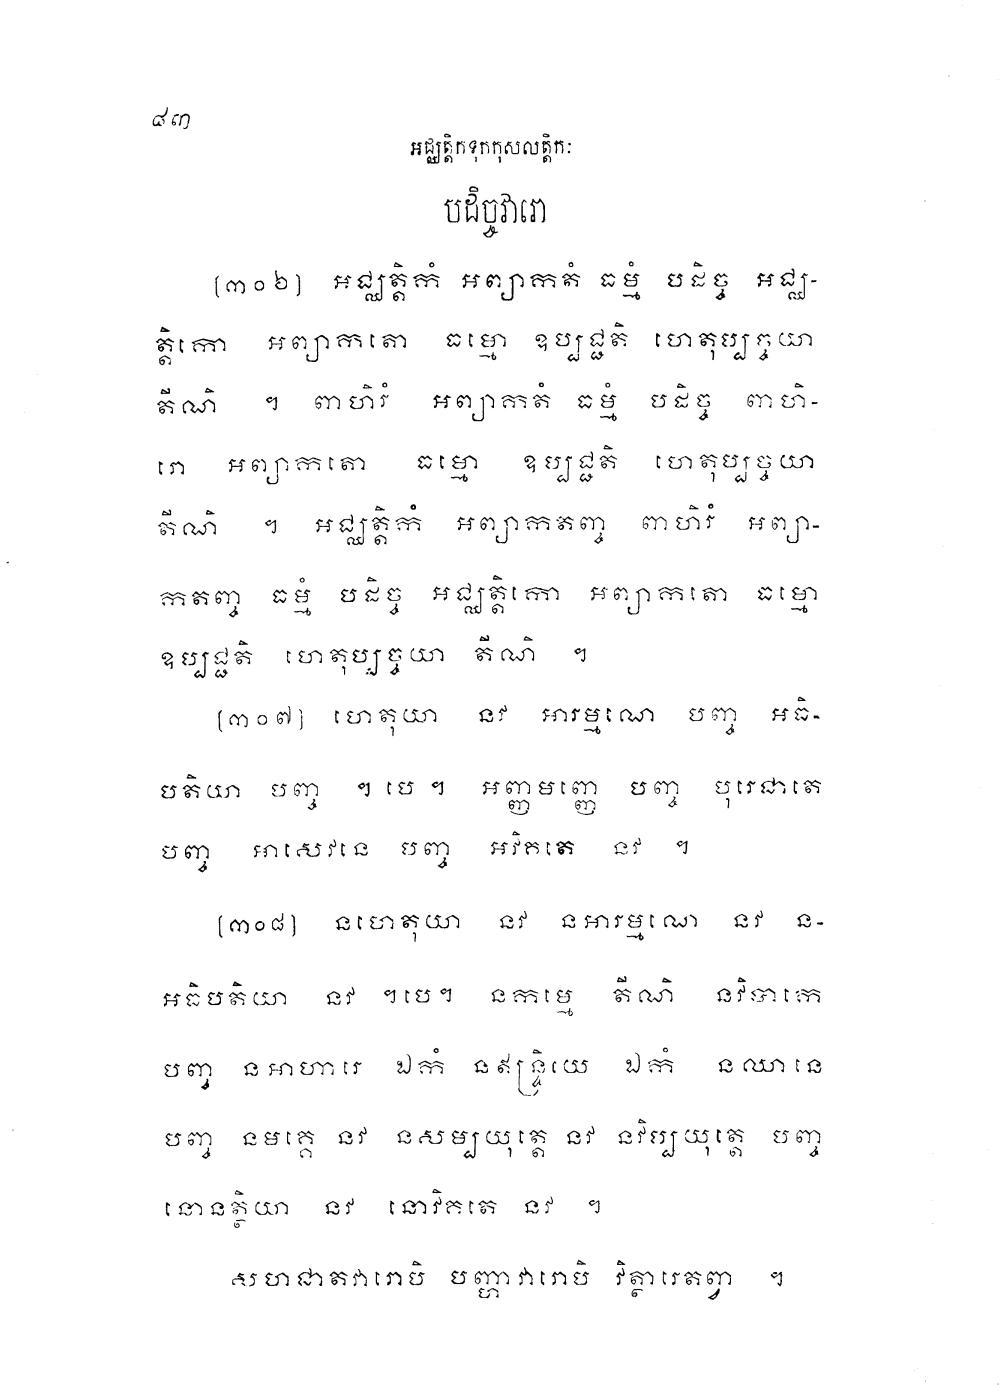 ៤៣
អជ្ឈត្តិកទុកកុសលត្តិកៈ
បដិច្ចវារោ
[៣០៦] អជ្ឈត្តិកំ អព្យាកតំ ធម្មំ បដិច្ច អជ្ឈ-
ត្តិកោ អព្យាកតោ ធម្មោ ឧប្បជ្ជតិ ហេតុប្បច្ចយា
តីណិ ។ ពាហិរំ អព្យាកតំ ធម្មំ បដិច្ច ពាហិ-
រោ អព្យាកតោ ធម្មោ ឧប្បជ្ជតិ ហេតុប្បច្ចយា
តីណិ ។ អជ្ឈត្តិកំ អព្យាកតញ្ច ពាហិរំ អព្យា-
កតញ្ច ធម្មំ បដិច្ច អជ្ឈត្តិកោ អព្យាកតោ ធម្មោ
ឧប្បជ្ជតិ ហេតុប្បច្ចយា តីណិ ។
[៣០៧] ហេតុយា នវ អារម្មណេ បញ្ច អធិ-
បតិយា បញ្ច ។បេ។ អញ្ញមញ្ញេ បញ្ច បុរេជាតេ
បញ្ច អាសេវនេ បញ្ច អវិគតេ នវ ។
[៣០៨] នហេតុយា នវ នអារម្មណេ នវ ន-
អធិបតិយា នវ ។បេ។ នកម្មេ តីណិ នវិបាកេ
បញ្ច នអាហារេ ឯកំ នឥន្ទ្រិយេ ឯកំ នឈានេ
បញ្ច នមគ្គេ នវ នសម្បយុត្តេ នវ នវិប្បយុត្តេ បញ្ច
នោនត្ថិយា នវ នោវិគតេ នវ ។
សហជាតវារោបិ បញ្ហាវារោបិ វិត្ថារេតញ្វា ។